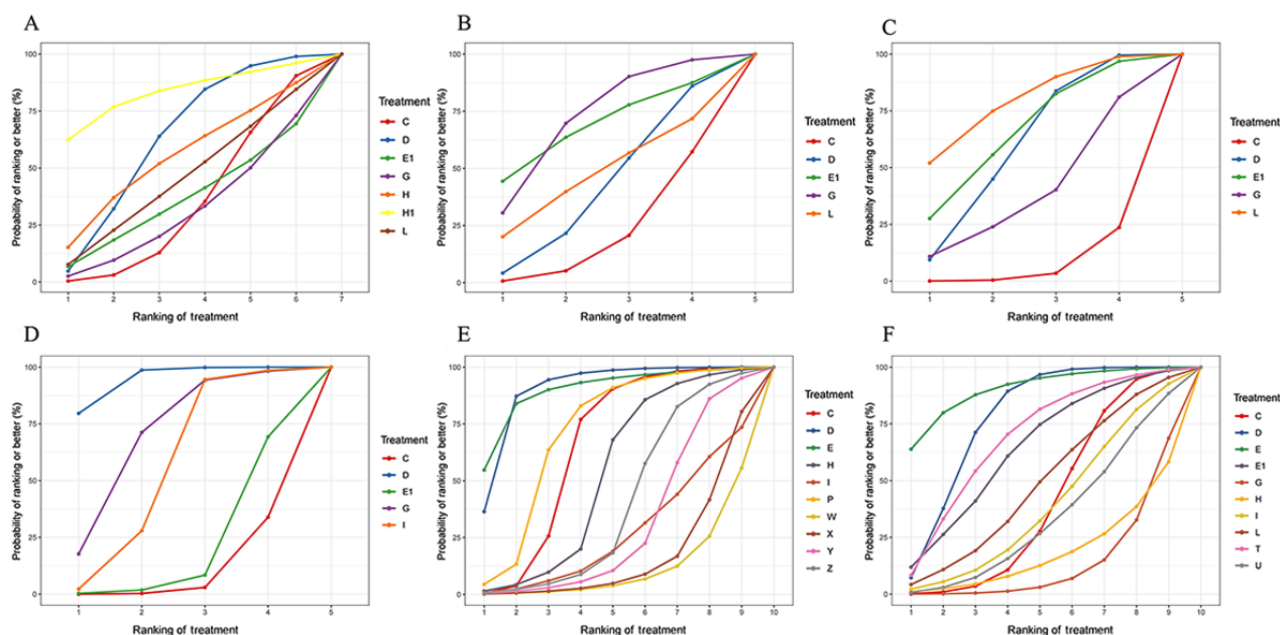 A
Probability of ranking or better (%)
100
75
50
25
0
1 2 3 4 5 6 7
Ranking of treatment
Treatment
C
D
E1
G
H
H1
L
B
Probability of ranking or better (%)
100
75
50
25
0
1 2 3 4 5
Ranking of treatment
Treatment
C
D
E1
G
L
C
Probability of ranking or better (%)
100
75
50
25
0
1 2 3 4 5
Ranking of treatment
Treatment
C
D
E1
G
L
D
Probability of ranking or better (%)
100
75
50
25
0
1 2 3 4 5
Ranking of treatment
Treatment
C
D
E1
G
I
E
Probability of ranking or better (%)
100
75
50
25
0
1 2 3 4 5 6 7 8 9 10
Ranking of treatment
Treatment
C
D
E
H
I
P
W
X
Y
Z
F
Probability of ranking or better (%)
100
75
50
25
0
1 2 3 4 5 6 7 8 9 10
Ranking of treatment
Treatment
C
D
E
E1
G
H
I
L
T
U